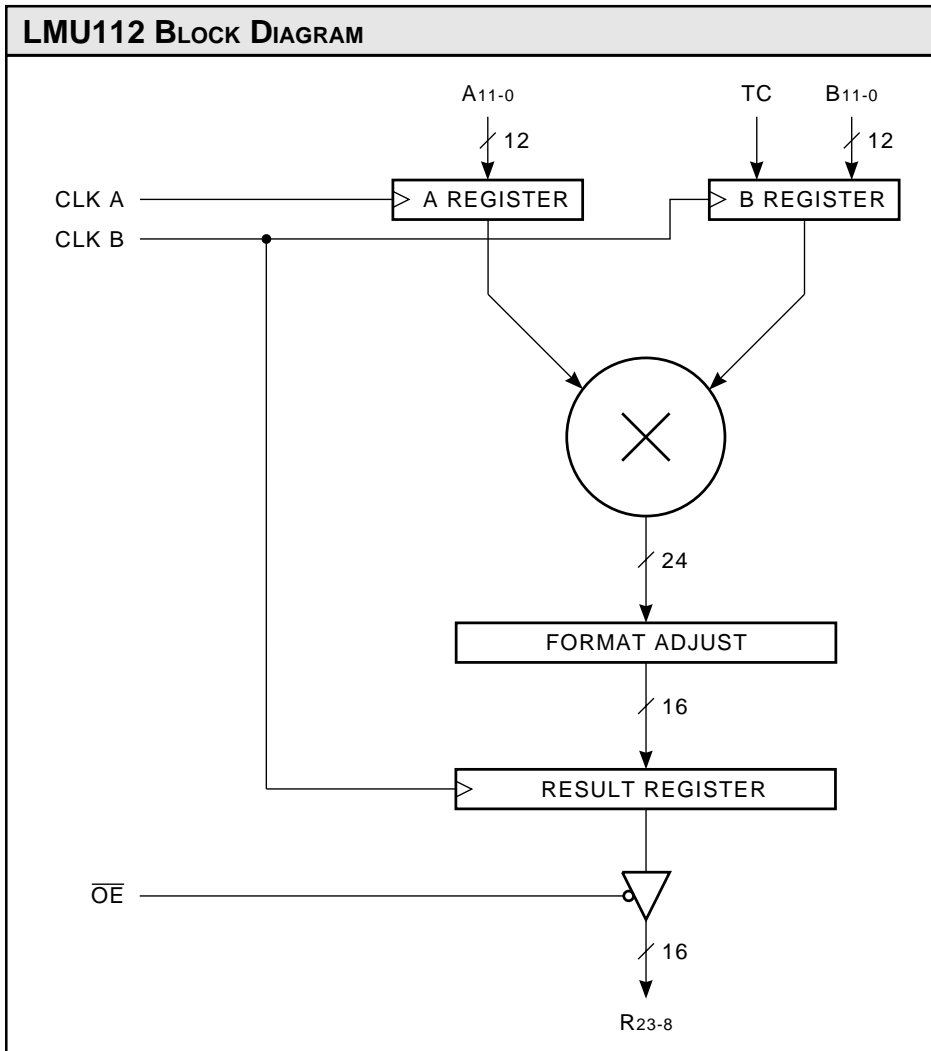 LMU112 BLOCK DIAGRAM
A11-0
TC
B11-0
12
12
CLK A
A REGISTER
B REGISTER
CLK B
24
FORMAT ADJUST
16
RESULT REGISTER
OE
16
R23-8